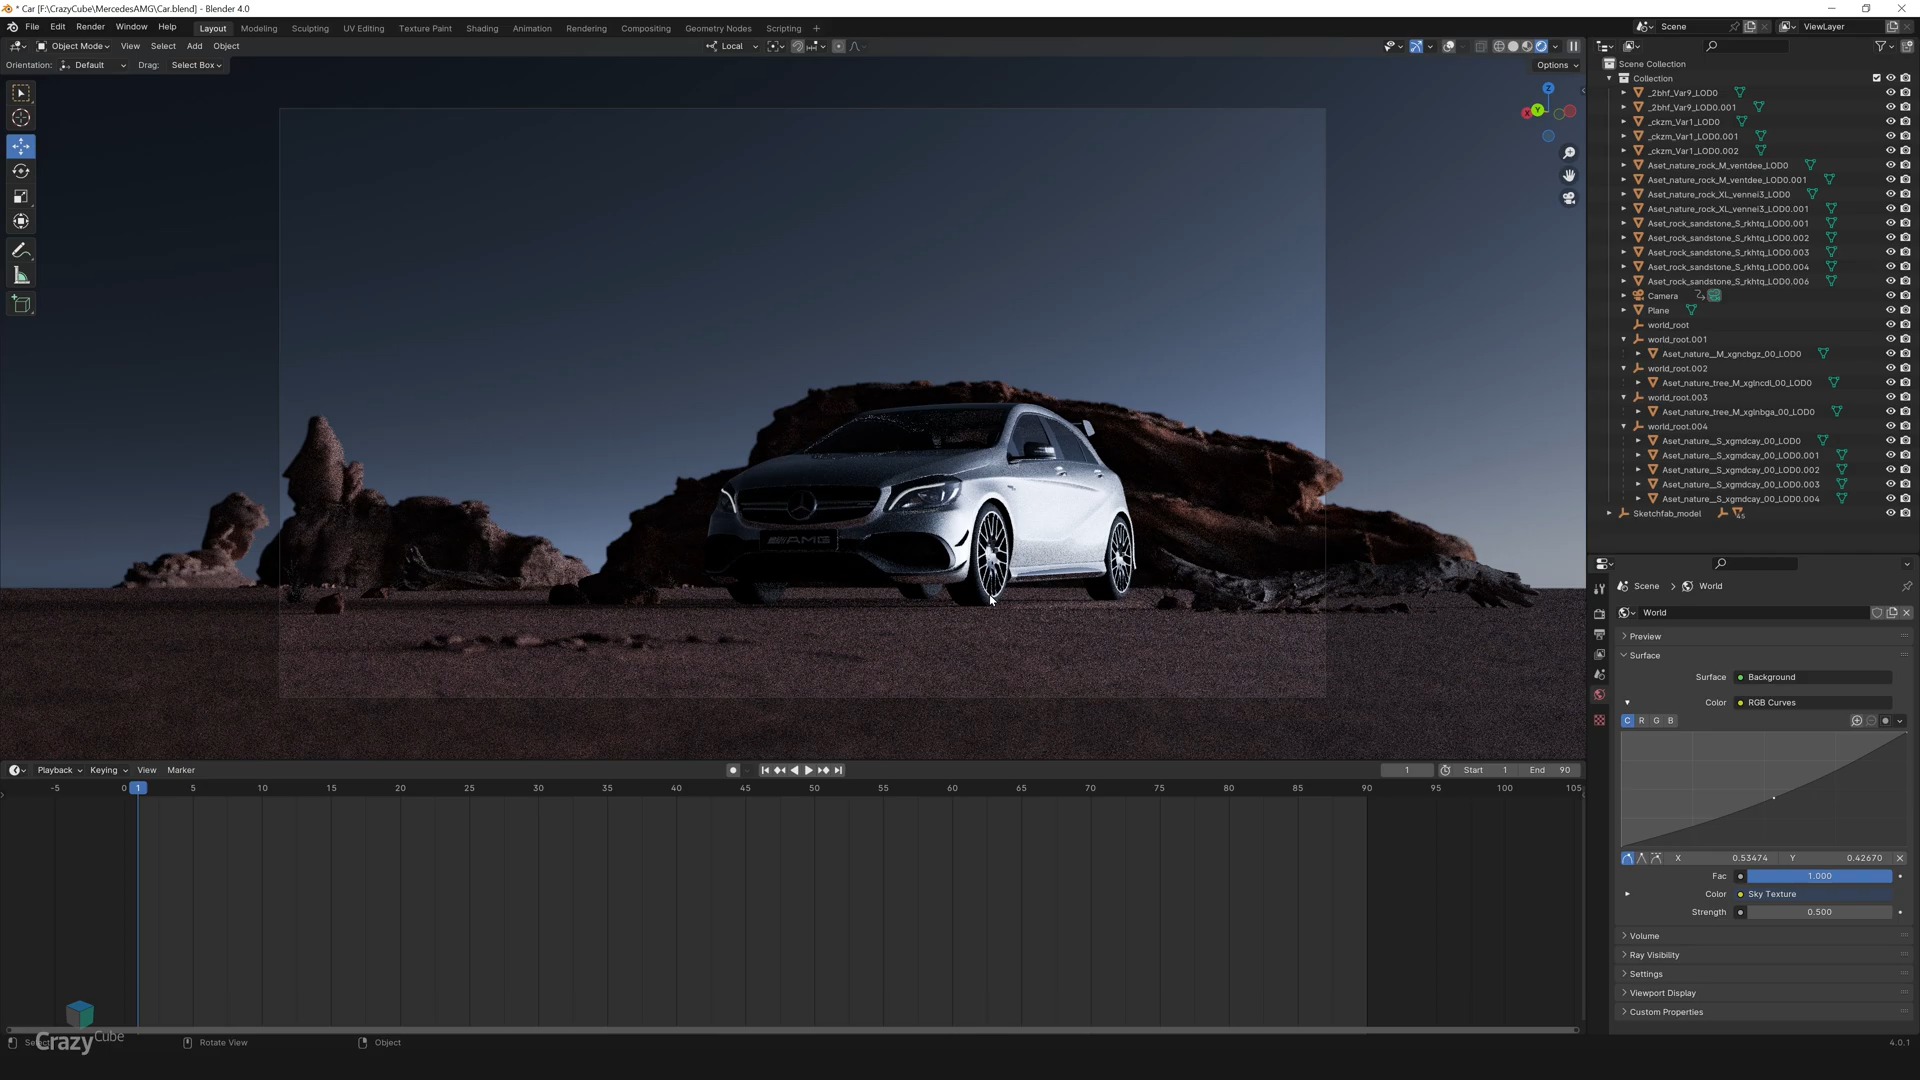 * Car [F:\CrazyCube\MercedesAMG\Car.blend] - Blender 4.0
File Edit Render Window Help Layout Modeling Sculpting UV Editing Texture Paint Shading Animation Rendering Compositing Geometry Nodes Scripting +
Scene ViewLayer
Object Mode View Select Add Object Local
Orientation: Default Drag: Select Box Options
Z
Y
X
Scene Collection
Collection
_2bhf_Var9_LOD0
_2bhf_Var9_LOD0.001
_ckzm_Var1_LOD0
_ckzm_Var1_LOD0.001
_ckzm_Var1_LOD0.002
Aset_nature_rock_M_ventdee_LOD0
Aset_nature_rock_M_ventdee_LOD0.001
Aset_nature_rock_XL_vennei3_LOD0
Aset_nature_rock_XL_vennei3_LOD0.001
Aset_rock_sandstone_S_rkhtq_LOD0.001
Aset_rock_sandstone_S_rkhtq_LOD0.002
Aset_rock_sandstone_S_rkhtq_LOD0.003
Aset_rock_sandstone_S_rkhtq_LOD0.004
Aset_rock_sandstone_S_rkhtq_LOD0.006
Camera
Plane
world_root
world_root.001
Aset_nature__M_xgncbgz_00_LOD0
world_root.002
Aset_nature_tree_M_xglncdl_00_LOD0
world_root.003
Aset_nature_tree_M_xglnbga_00_LOD0
world_root.004
Aset_nature__S_xgmdcay_00_LOD0
Aset_nature__S_xgmdcay_00_LOD0.001
Aset_nature__S_xgmdcay_00_LOD0.002
Aset_nature__S_xgmdcay_00_LOD0.003
Aset_nature__S_xgmdcay_00_LOD0.004
Sketchfab_model 45
AMG
Scene World
World
Preview
Surface
Surface Background
Color RGB Curves
C R G B
X 0.53474 Y 0.42670
Fac 1.000
Color Sky Texture
Strength 0.500
Volume
Ray Visibility
Settings
Viewport Display
Custom Properties
Playback Keying View Marker 1 Start 1 End 90
-5 0 1 5 10 15 20 25 30 35 40 45 50 55 60 65 70 75 80 85 90 95 100 105
Crazy Cube
Select Rotate View Object 4.0.1